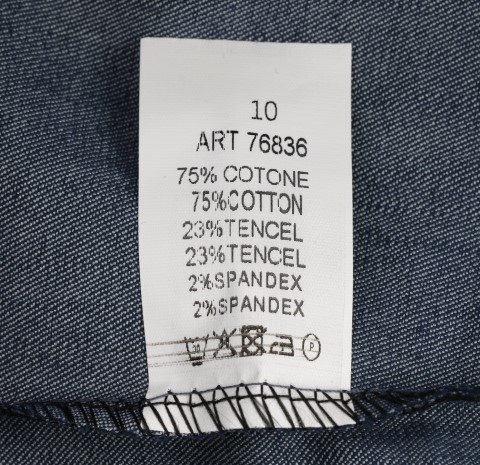 10
ART 76836
75% COTONE
75%COTTON
23%TENCEL
23%TENCEL
2%SPANDEX
2%SPANDEX
P